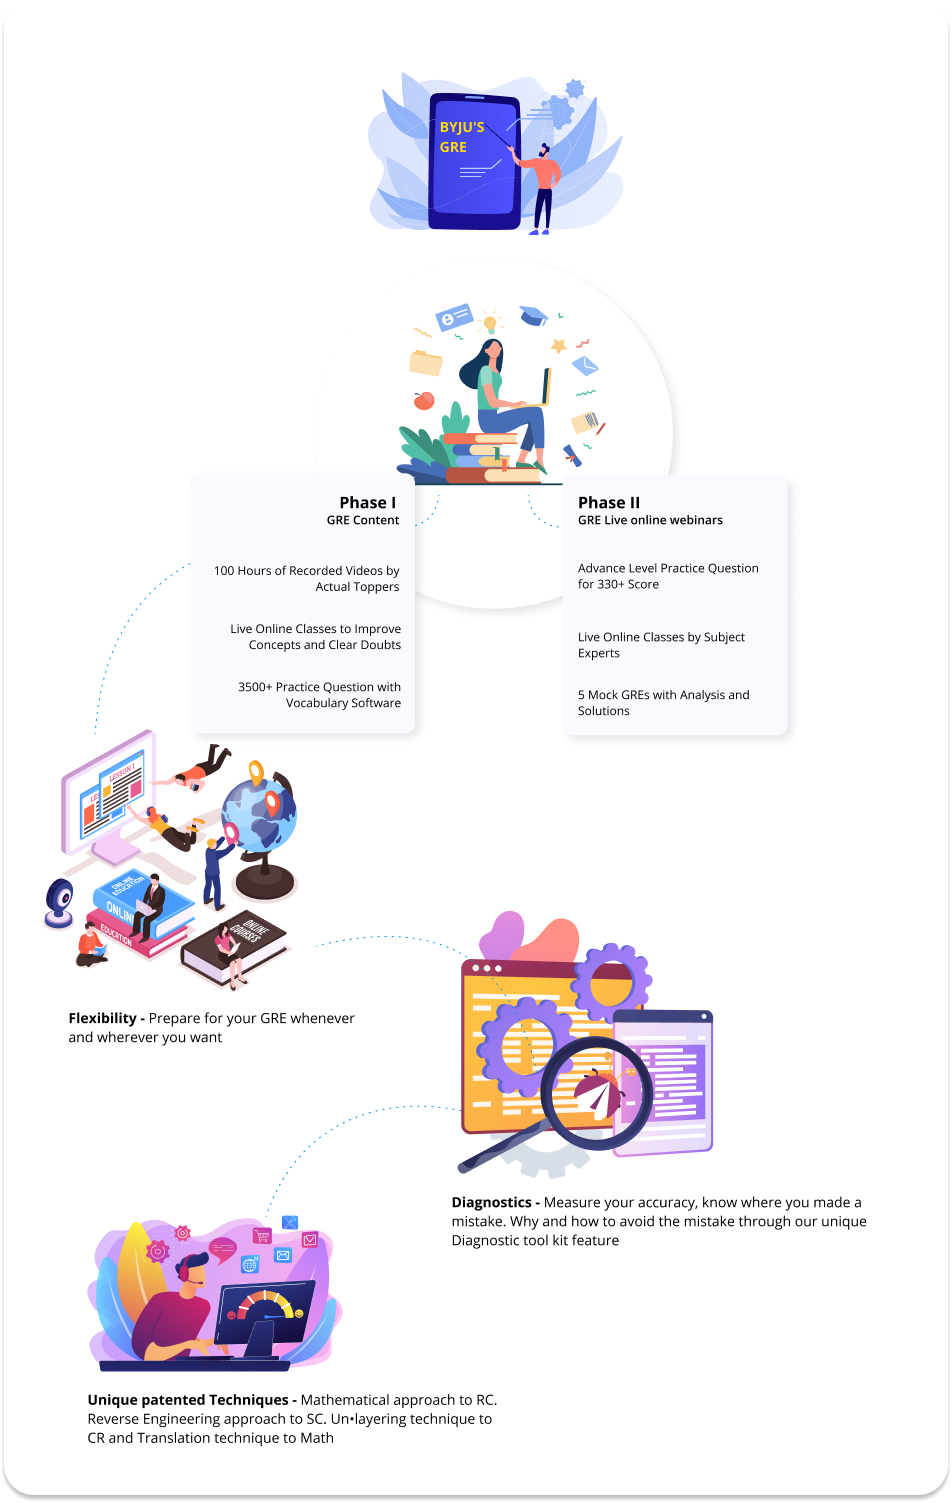 BYJU'S
GRE
Phase I
GRE Content
100 Hours of Recorded Videos by
Actual Toppers
Live Online Classes to Improve
Concepts and Clear Doubts
3500+ Practice Question with
Vocabulary Software
Phase II
GRE Live online webinars
Advance Level Practice Question
for 330+ Score
Live Online Classes by Subject
Experts
5 Mock GREs with Analysis and
Solutions
LESSON 1
LE
ONLINE
EDUCATION
ONLIN
EDUCATION
ONLINE
COURSES
Flexibility - Prepare for your GRE whenever
and wherever you want
Diagnostics - Measure your accuracy, know where you made a
mistake. Why and how to avoid the mistake through our unique
Diagnostic tool kit feature
Unique patented Techniques - Mathematical approach to RC.
Reverse Engineering approach to SC. Un•layering technique to
CR and Translation technique to Math